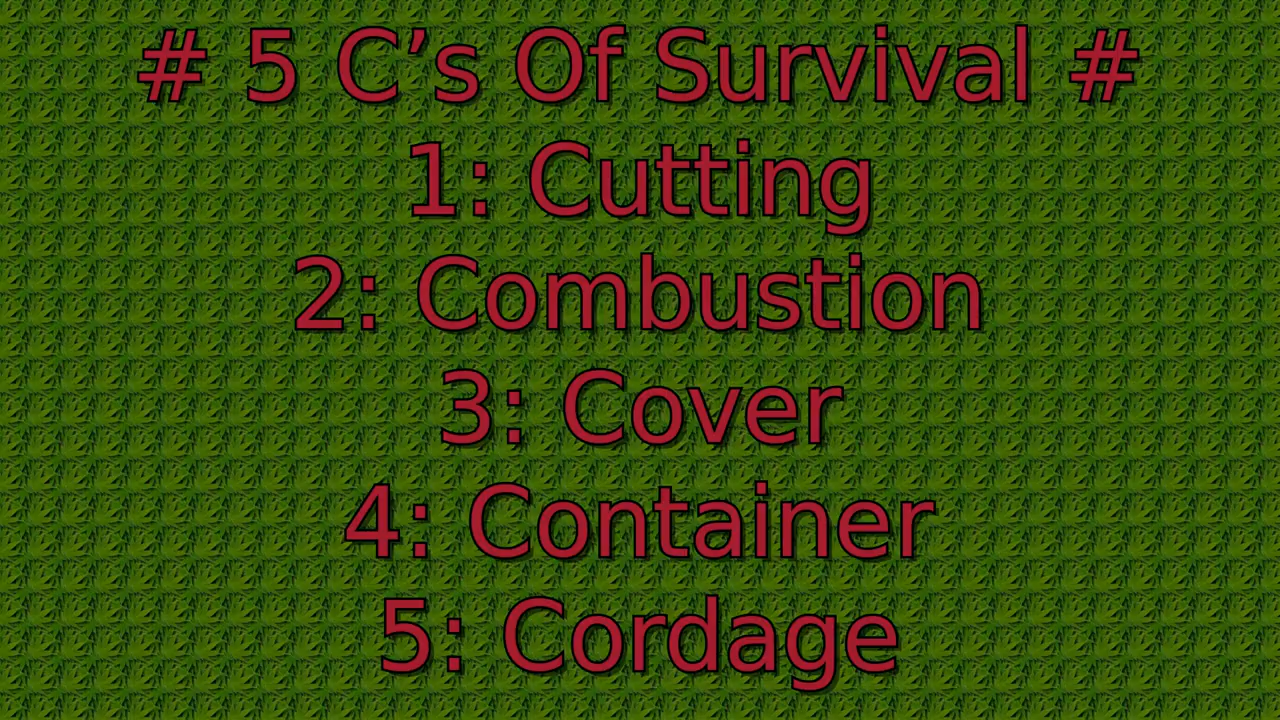 # 5 C’s Of Survival #
1: Cutting
2: Combustion
3: Cover
4: Container
5: Cordage